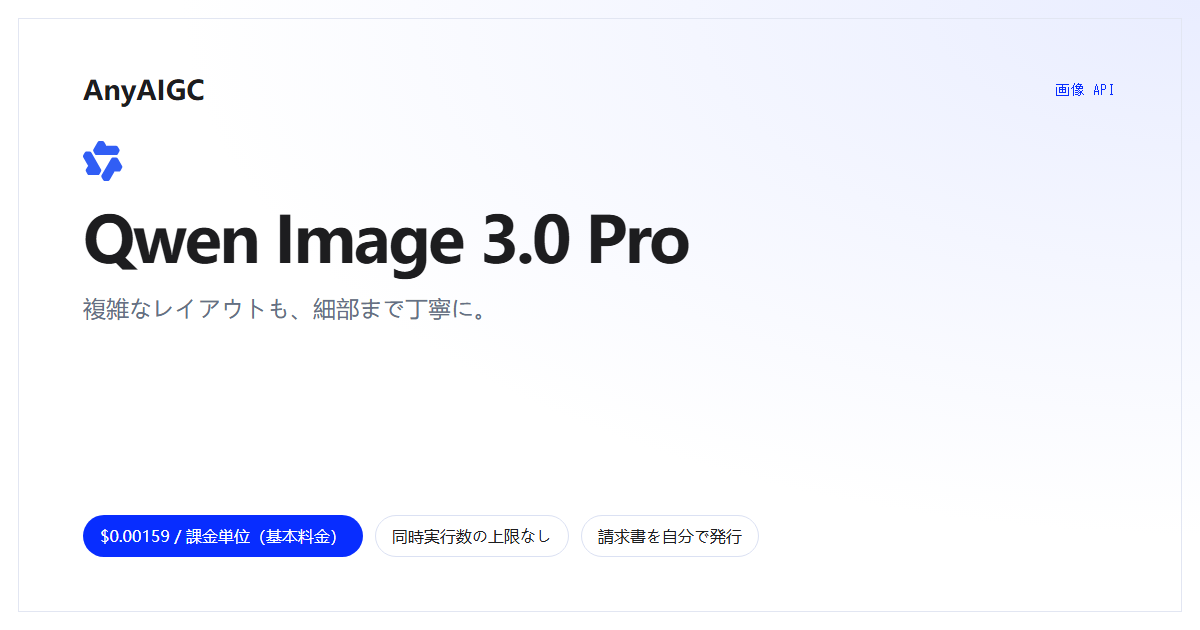 AnyAIGC
画像 API
Qwen Image 3.0 Pro
複雑なレイアウトも、細部まで丁寧に。
$0.00159 / 課金単位（基本料金）
同時実行数の上限なし
請求書を自分で発行